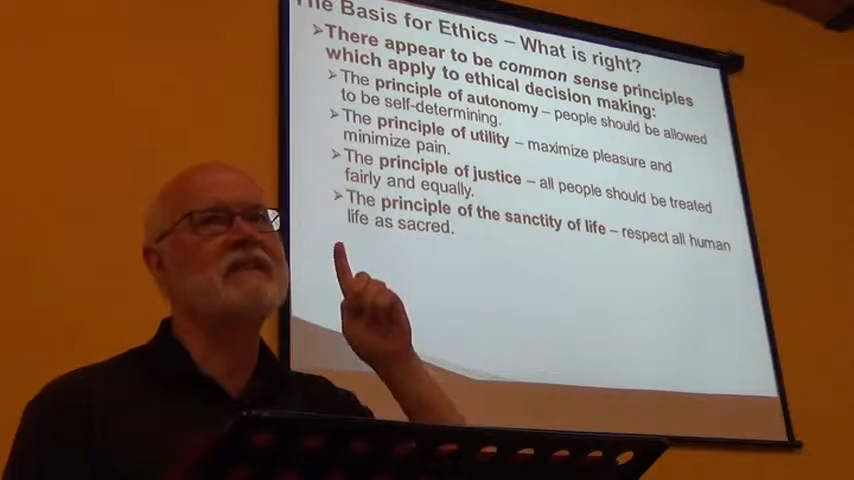 The Basis for Ethics – What is right?
➢There appear to be common sense principles
which apply to ethical decision making:
➢The principle of autonomy – people should be allowed
to be self-determining.
➢The principle of utility – maximize pleasure and
minimize pain.
➢The principle of justice – all people should be treated
fairly and equally.
➢The principle of the sanctity of life – respect all human
life as sacred.